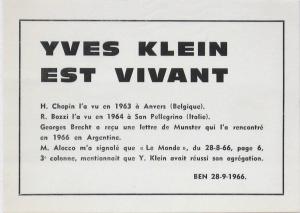 YVES KLEIN
EST VIVANT
H. Chopin l'a vu en 1963 à Anvers (Belgique).
R. Bozzi l'a vu en 1964 à San Pellegrino (Italie).
Georges Brecht a reçu une lettre de Munster qui l'a rencontré
en 1966 en Argentine.
M. Alocco m'a signalé que « Le Monde », du 28-8-66, page 6,
3e colonne, mentionnait que Y. Klein avait réussi son agrégation.
BEN 28-9-1966.